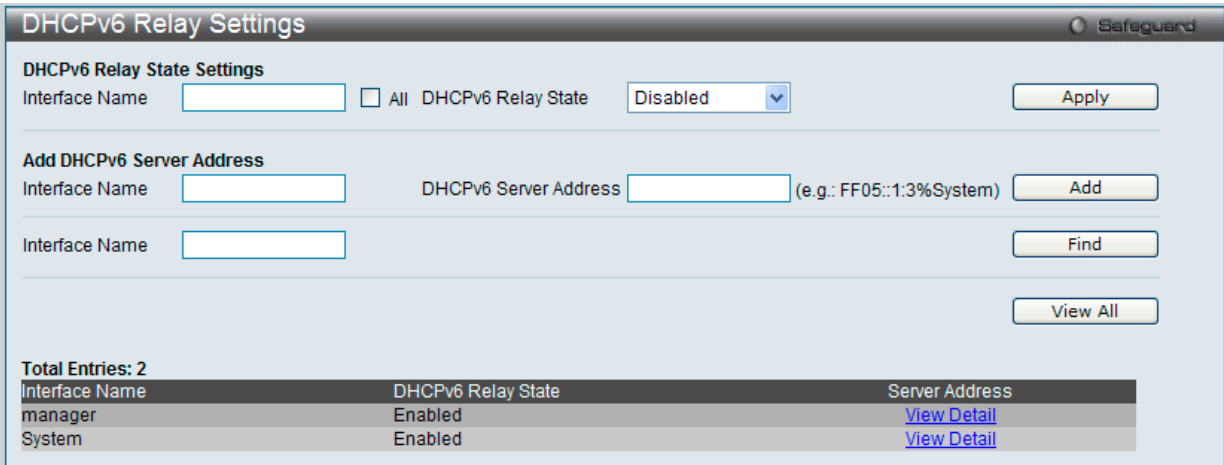 DHCPv6 Relay Settings Safeguard
DHCPv6 Relay State Settings
Interface Name All DHCPv6 Relay State Disabled Apply
Add DHCPv6 Server Address
Interface Name DHCPv6 Server Address (e.g.: FF05::1:3%System) Add
Interface Name Find
View All
Total Entries: 2
Interface Name DHCPv6 Relay State Server Address
manager Enabled View Detail
System Enabled View Detail